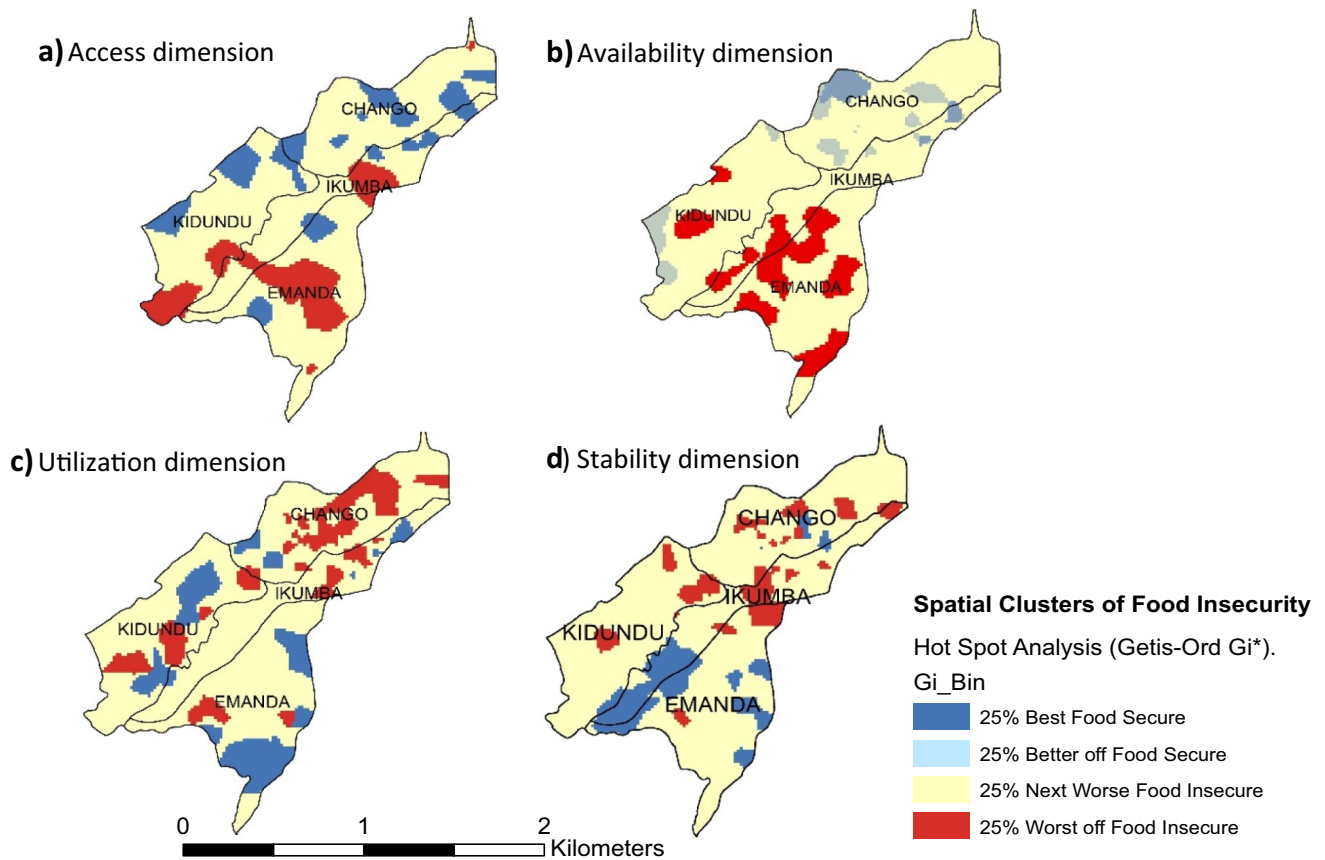 a) Access dimension
CHANGO
IKUMBA
KIDUNDU
EMANDA
b) Availability dimension
CHANGO
IKUMBA
KIDUNDU
EMANDA
c) Utilization dimension
CHANGO
IKUMBA
KIDUNDU
EMANDA
d) Stability dimension
CHANGO
IKUMBA
KIDUNDU
EMANDA
Spatial Clusters of Food Insecurity
Hot Spot Analysis (Getis-Ord Gi*).
Gi_Bin
25% Best Food Secure
25% Better off Food Secure
25% Next Worse Food Insecure
25% Worst off Food Insecure
0 1 2
Kilometers